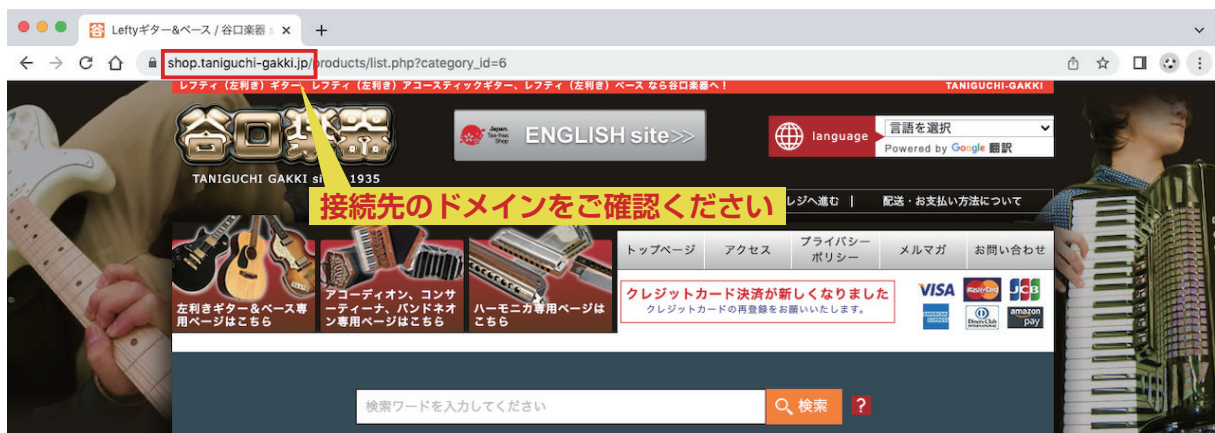 Leftyギター&ベース / 谷口楽器 s
shop.taniguchi-gakki.jp/products/list.php?category_id=6
レフティ（左利き）ギター、レフティ（左利き）アコースティックギター、レフティ（左利き）ベース なら谷口楽器へ！
TANIGUCHI-GAKKI
谷口楽器
TANIGUCHI GAKKI since 1935
Japan.
Tax-free
Shop
ENGLISH site>>
language
言語を選択
Powered by Google 翻訳
接続先のドメインをご確認ください
レジへ進む | 配送・お支払い方法について
左利きギター&ベース専
用ページはこちら
アコーディオン、コンサ
ーティーナ、バンドネオ
ン専用ページはこちら
ハーモニカ専用ページは
こちら
トップページ
アクセス
プライバシー
ポリシー
メルマガ
お問い合わせ
クレジットカード決済が新しくなりました
クレジットカードの再登録をお願いいたします。
VISA
MasterCard
JCB
AMERICAN EXPRESS
Diners Club
INTERNATIONAL
amazon
pay
検索ワードを入力してください
検索
?